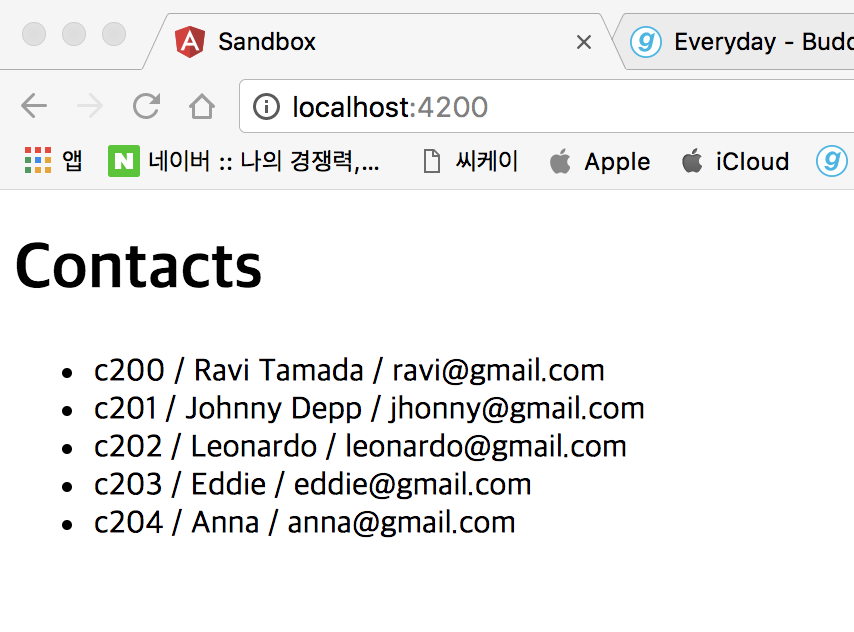 Sandbox
Everyday - Budd
localhost:4200
앱
N 네이버 :: 나의 경쟁력,...
씨케이
Apple
iCloud
Contacts
c200 / Ravi Tamada / ravi@gmail.com
c201 / Johnny Depp / jhonny@gmail.com
c202 / Leonardo / leonardo@gmail.com
c203 / Eddie / eddie@gmail.com
c204 / Anna / anna@gmail.com